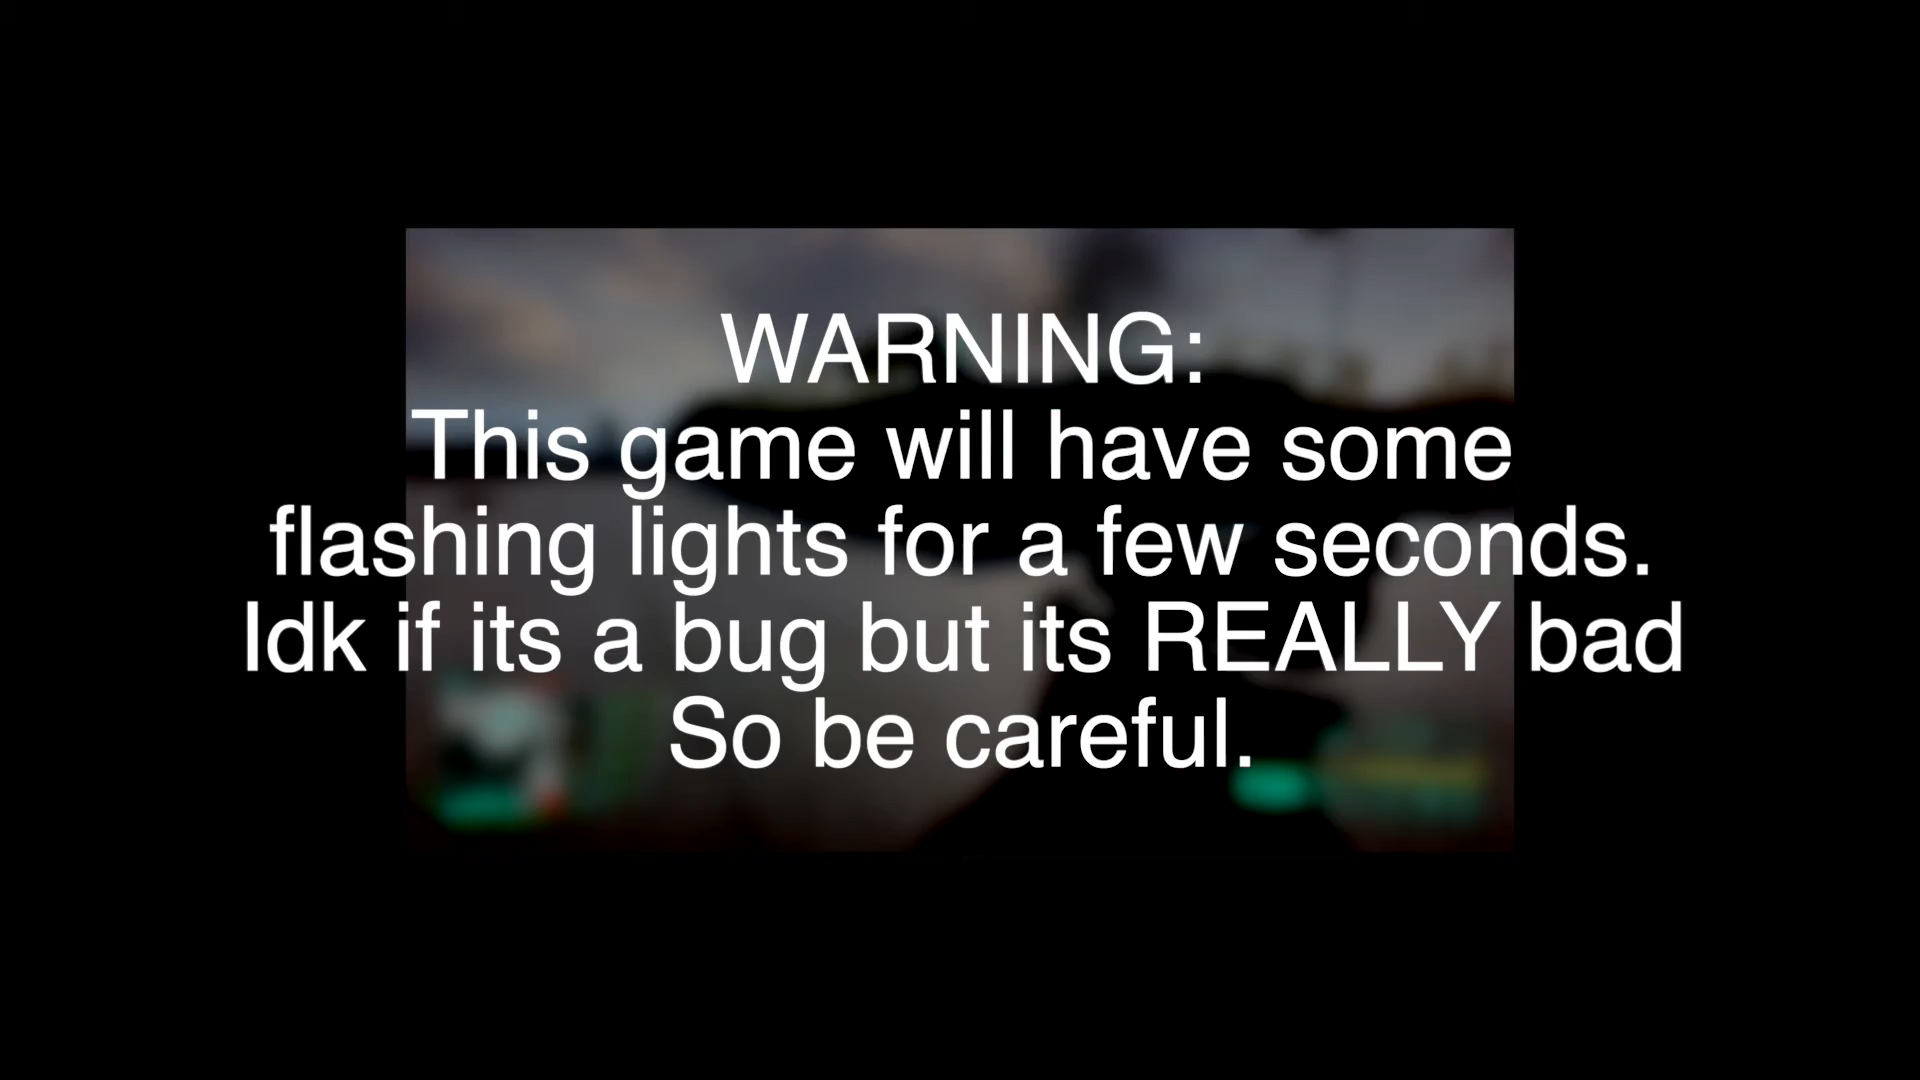 WARNING:
This game will have some
flashing lights for a few seconds.
Idk if its a bug but its REALLY bad
So be careful.